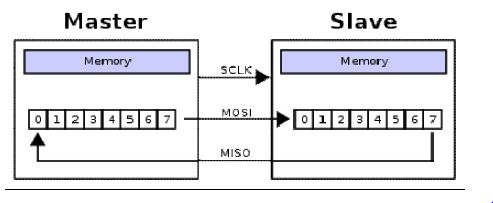 Master Slave
Memory Memory
SCLK
MOSI
0 1 2 3 4 5 6 7 0 1 2 3 4 5 6 7
MISO